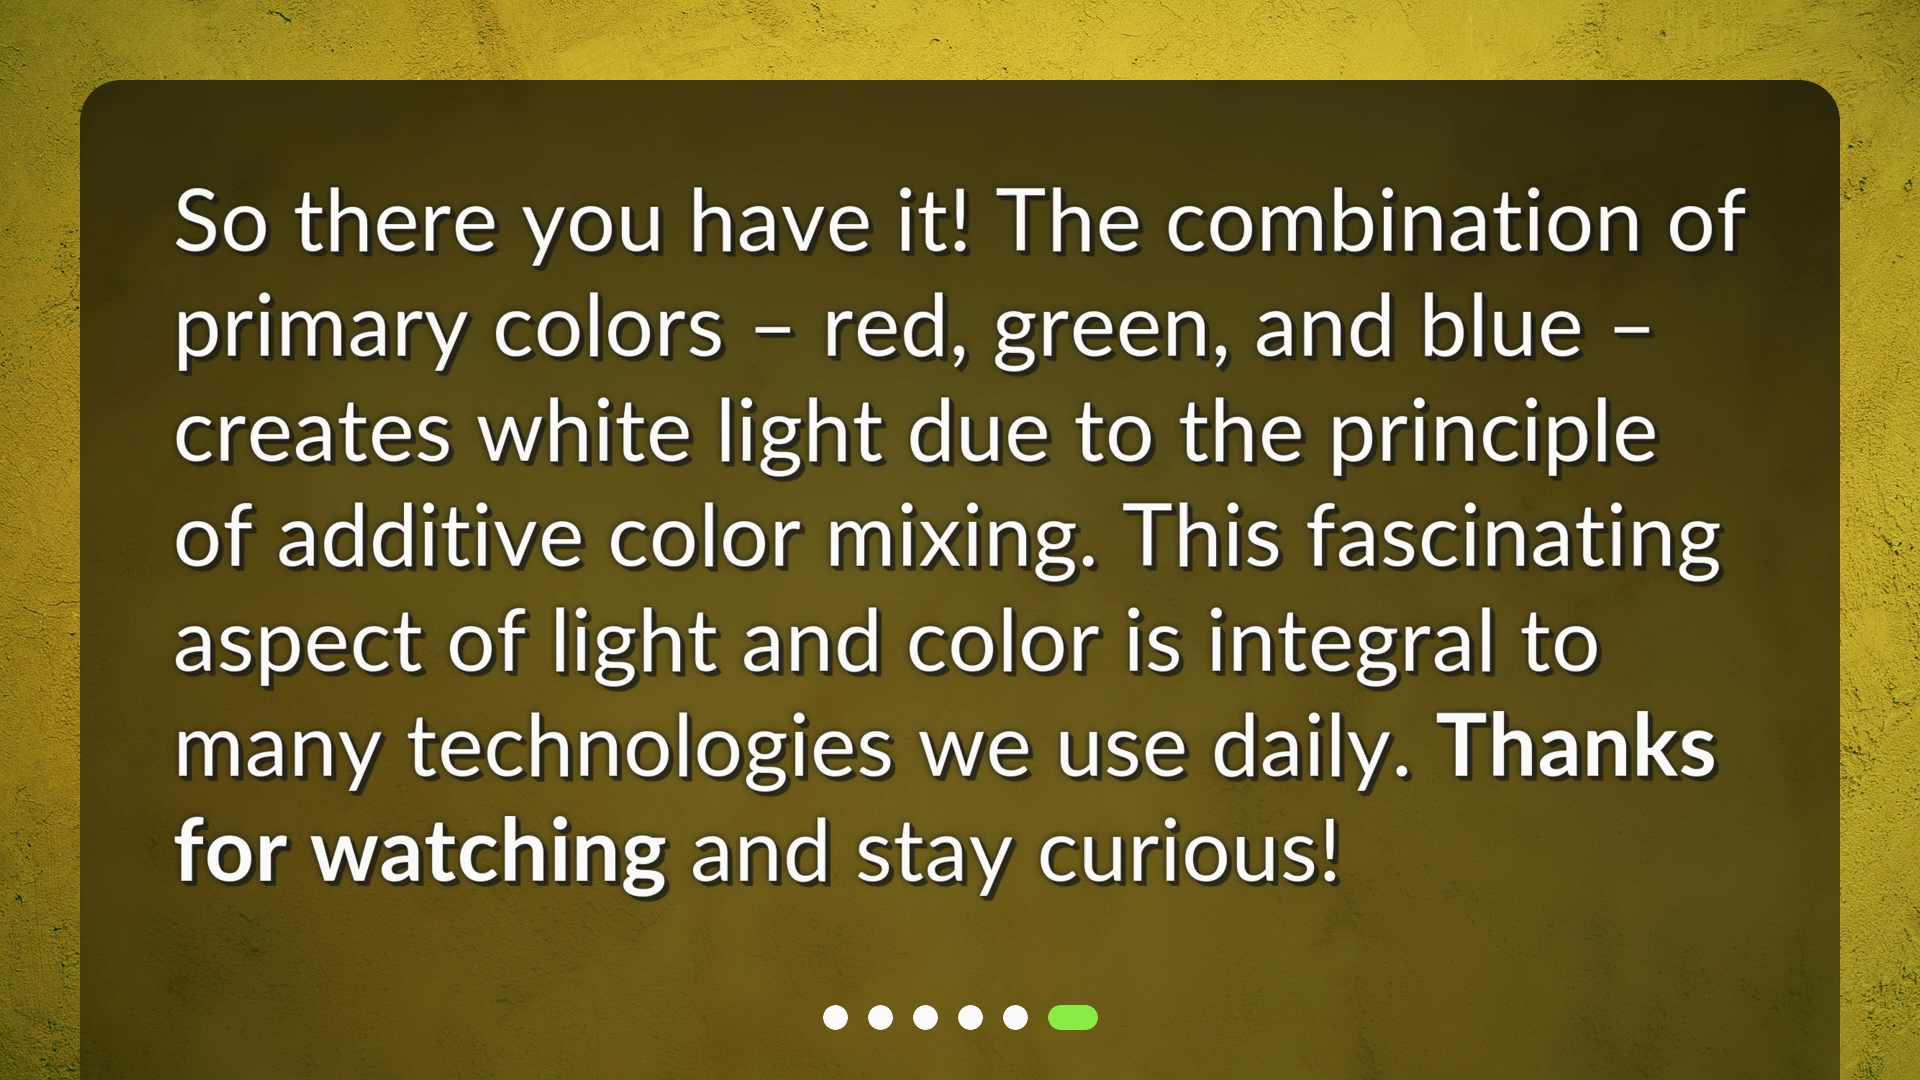 So there you have it! The combination of
primary colors – red, green, and blue –
creates white light due to the principle
of additive color mixing. This fascinating
aspect of light and color is integral to
many technologies we use daily. Thanks
for watching and stay curious!